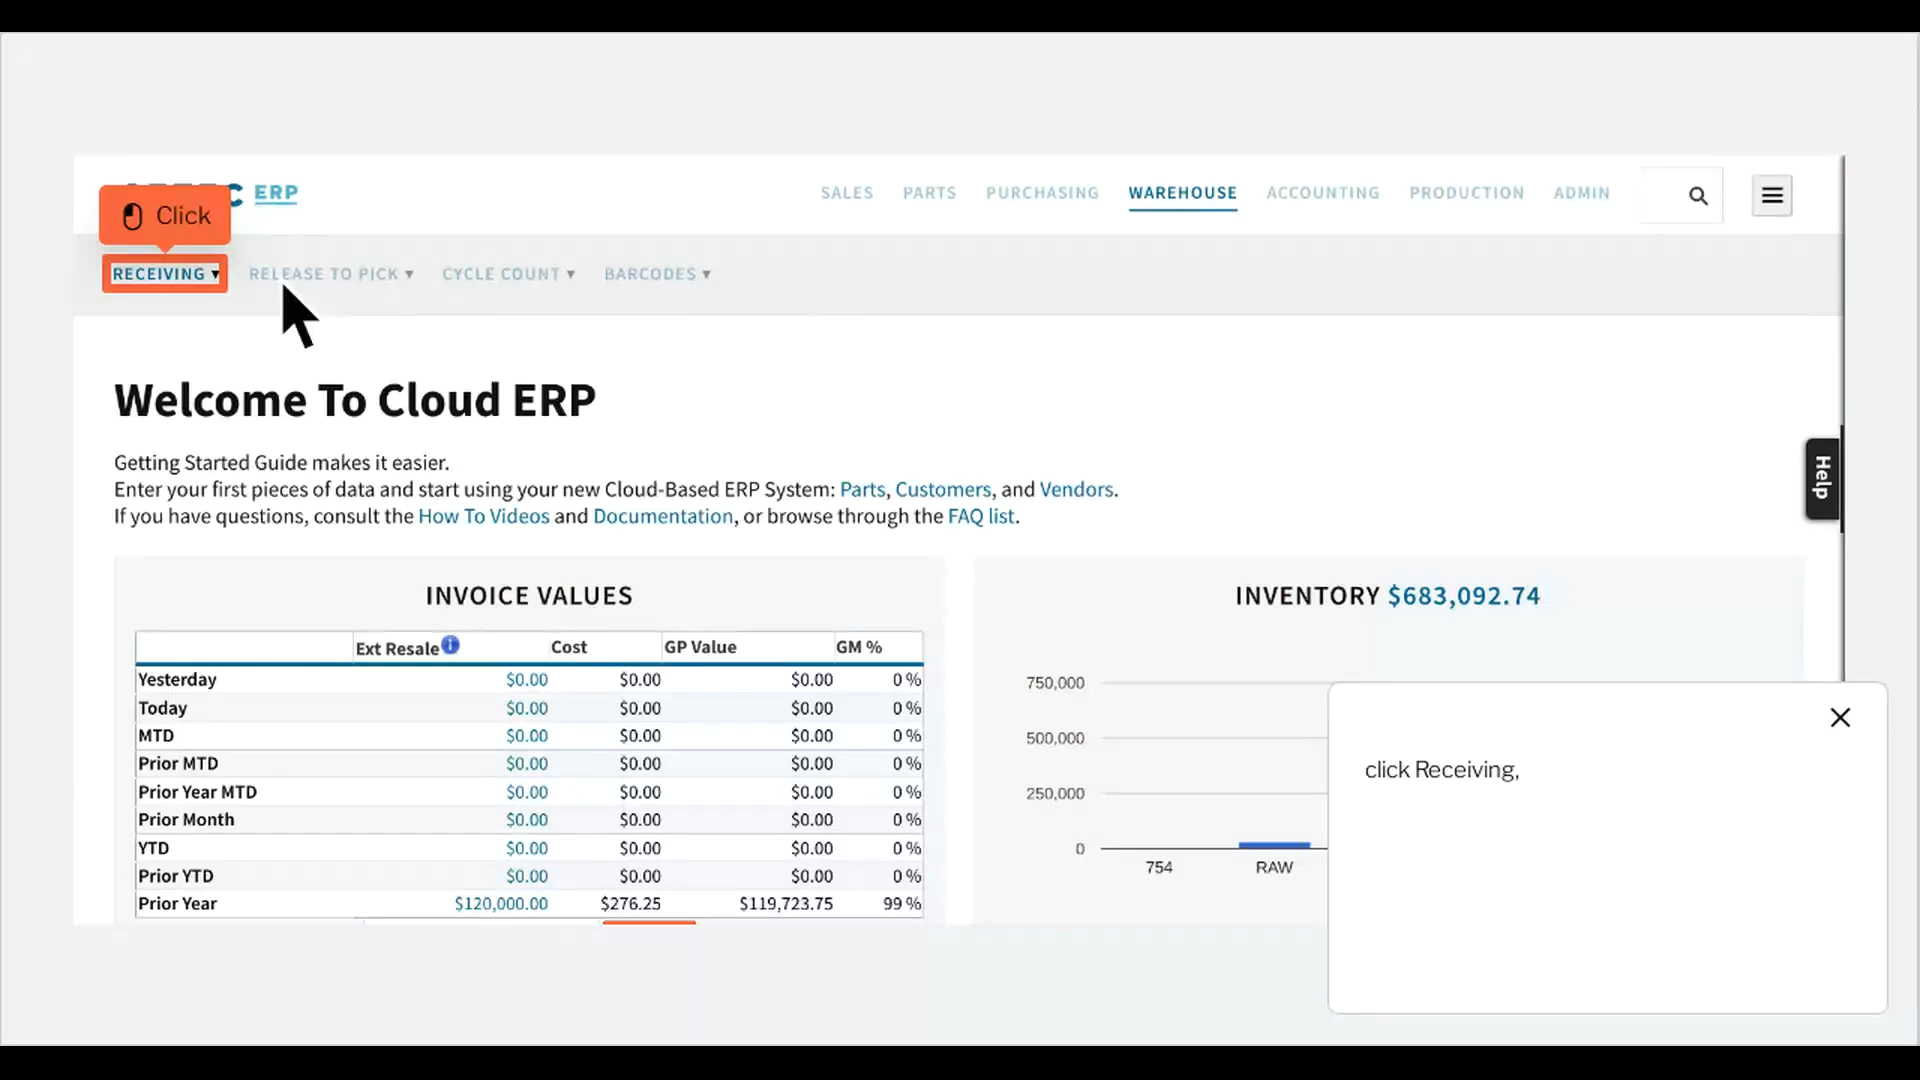 ERP
SALES PARTS PURCHASING WAREHOUSE ACCOUNTING PRODUCTION ADMIN
Click
RECEIVING ▾ RELEASE TO PICK ▾ CYCLE COUNT ▾ BARCODES ▾
Welcome To Cloud ERP
Getting Started Guide makes it easier.
Enter your first pieces of data and start using your new Cloud-Based ERP System: Parts, Customers, and Vendors.
If you have questions, consult the How To Videos and Documentation, or browse through the FAQ list.
Help
INVOICE VALUES
Ext Resale Cost GP Value GM %
Yesterday $0.00 $0.00 $0.00 0 %
Today $0.00 $0.00 $0.00 0 %
MTD $0.00 $0.00 $0.00 0 %
Prior MTD $0.00 $0.00 $0.00 0 %
Prior Year MTD $0.00 $0.00 $0.00 0 %
Prior Month $0.00 $0.00 $0.00 0 %
YTD $0.00 $0.00 $0.00 0 %
Prior YTD $0.00 $0.00 $0.00 0 %
Prior Year $120,000.00 $276.25 $119,723.75 99 %
INVENTORY $683,092.74
750,000
500,000
250,000
0
754 RAW
click Receiving,